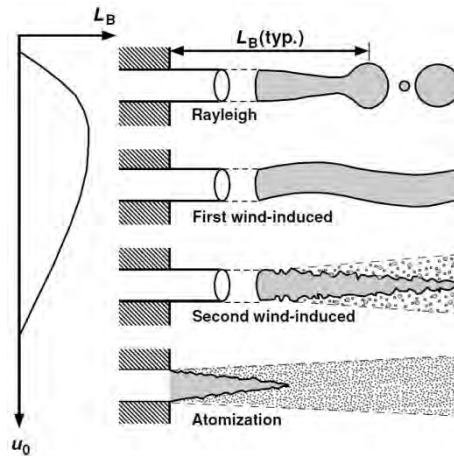 L_B
L_B(typ.)
Rayleigh
First wind-induced
Second wind-induced
Atomization
u_0